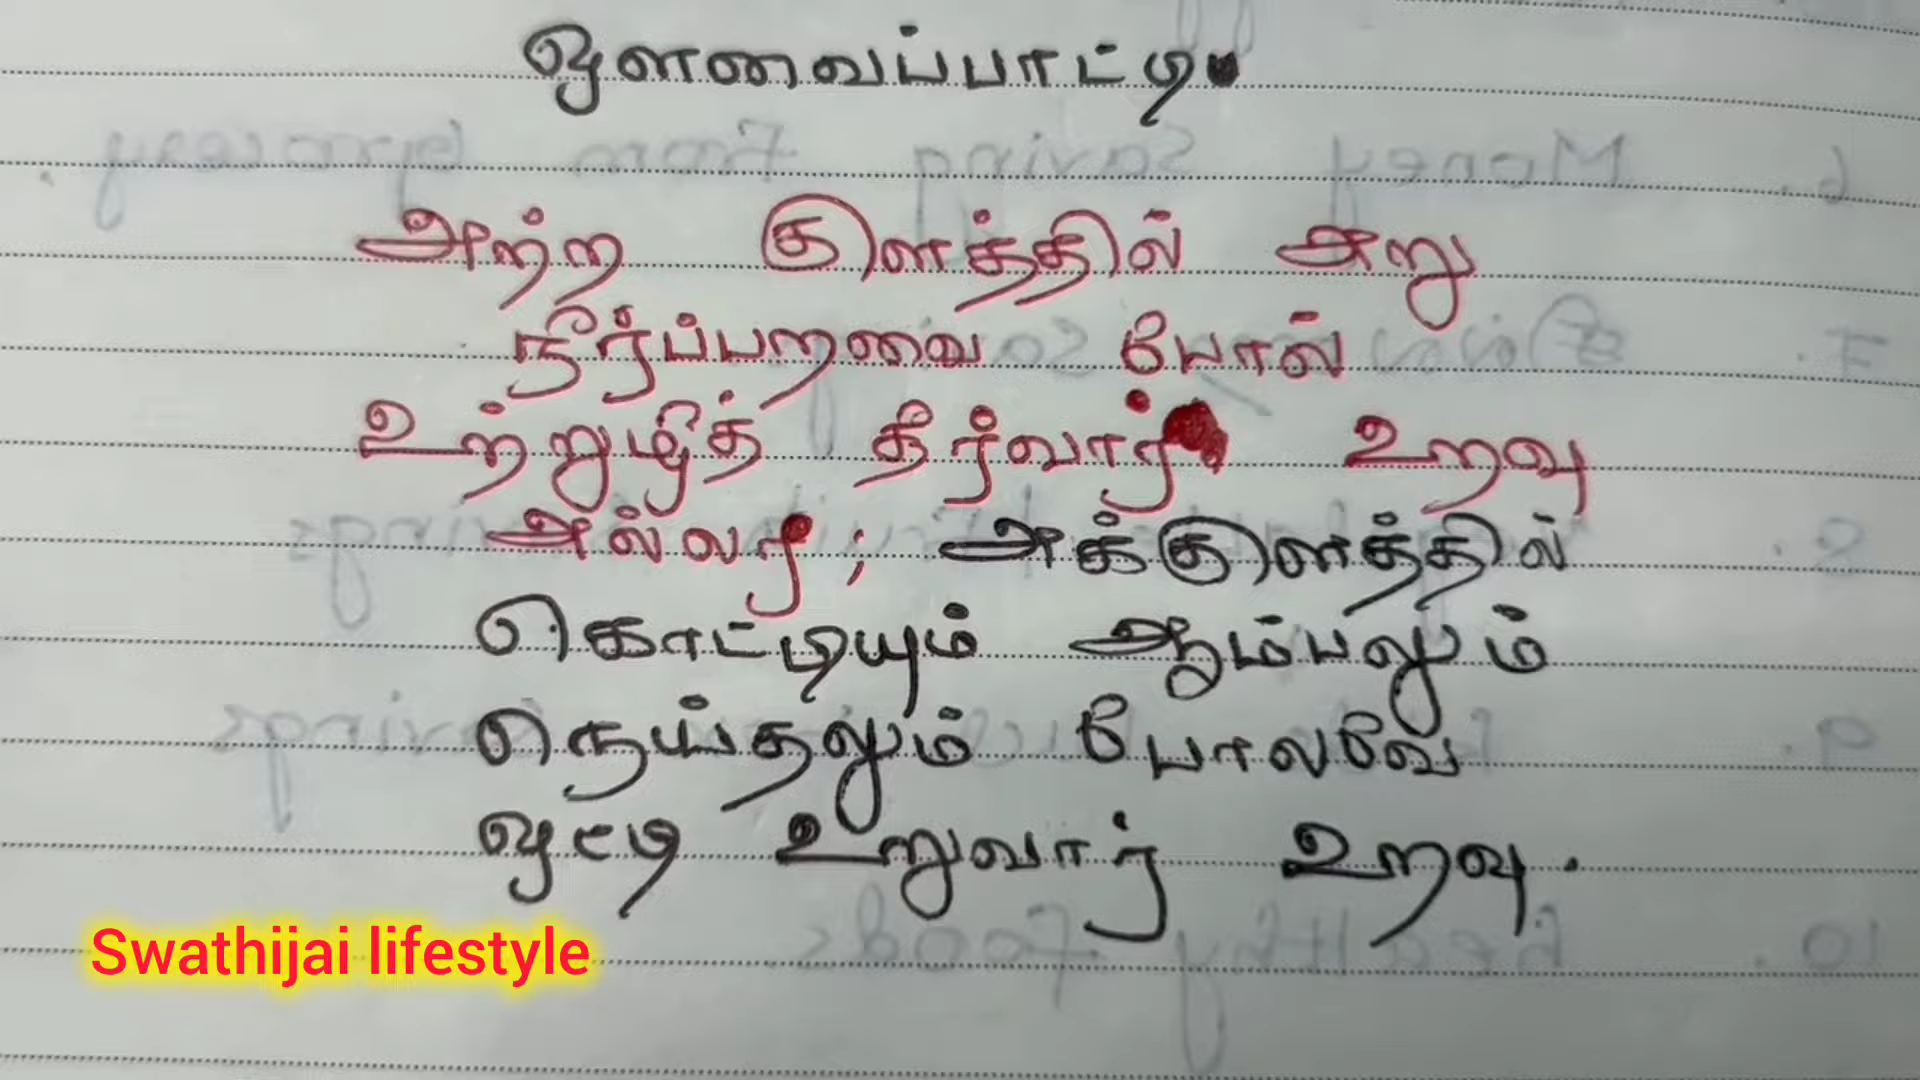 ஔவைப்பாட்டி
அற்ற குளத்தில் அறு
நீர்ப்பறவை போல்
உற்றுழித் தீர்வார் உறவு
அல்லர்; அக்குளத்தில்
கொட்டியும் ஆம்பலும்
நெய்தலும் போலவே
ஒட்டி உறுவார் உறவு.
Swathijai lifestyle